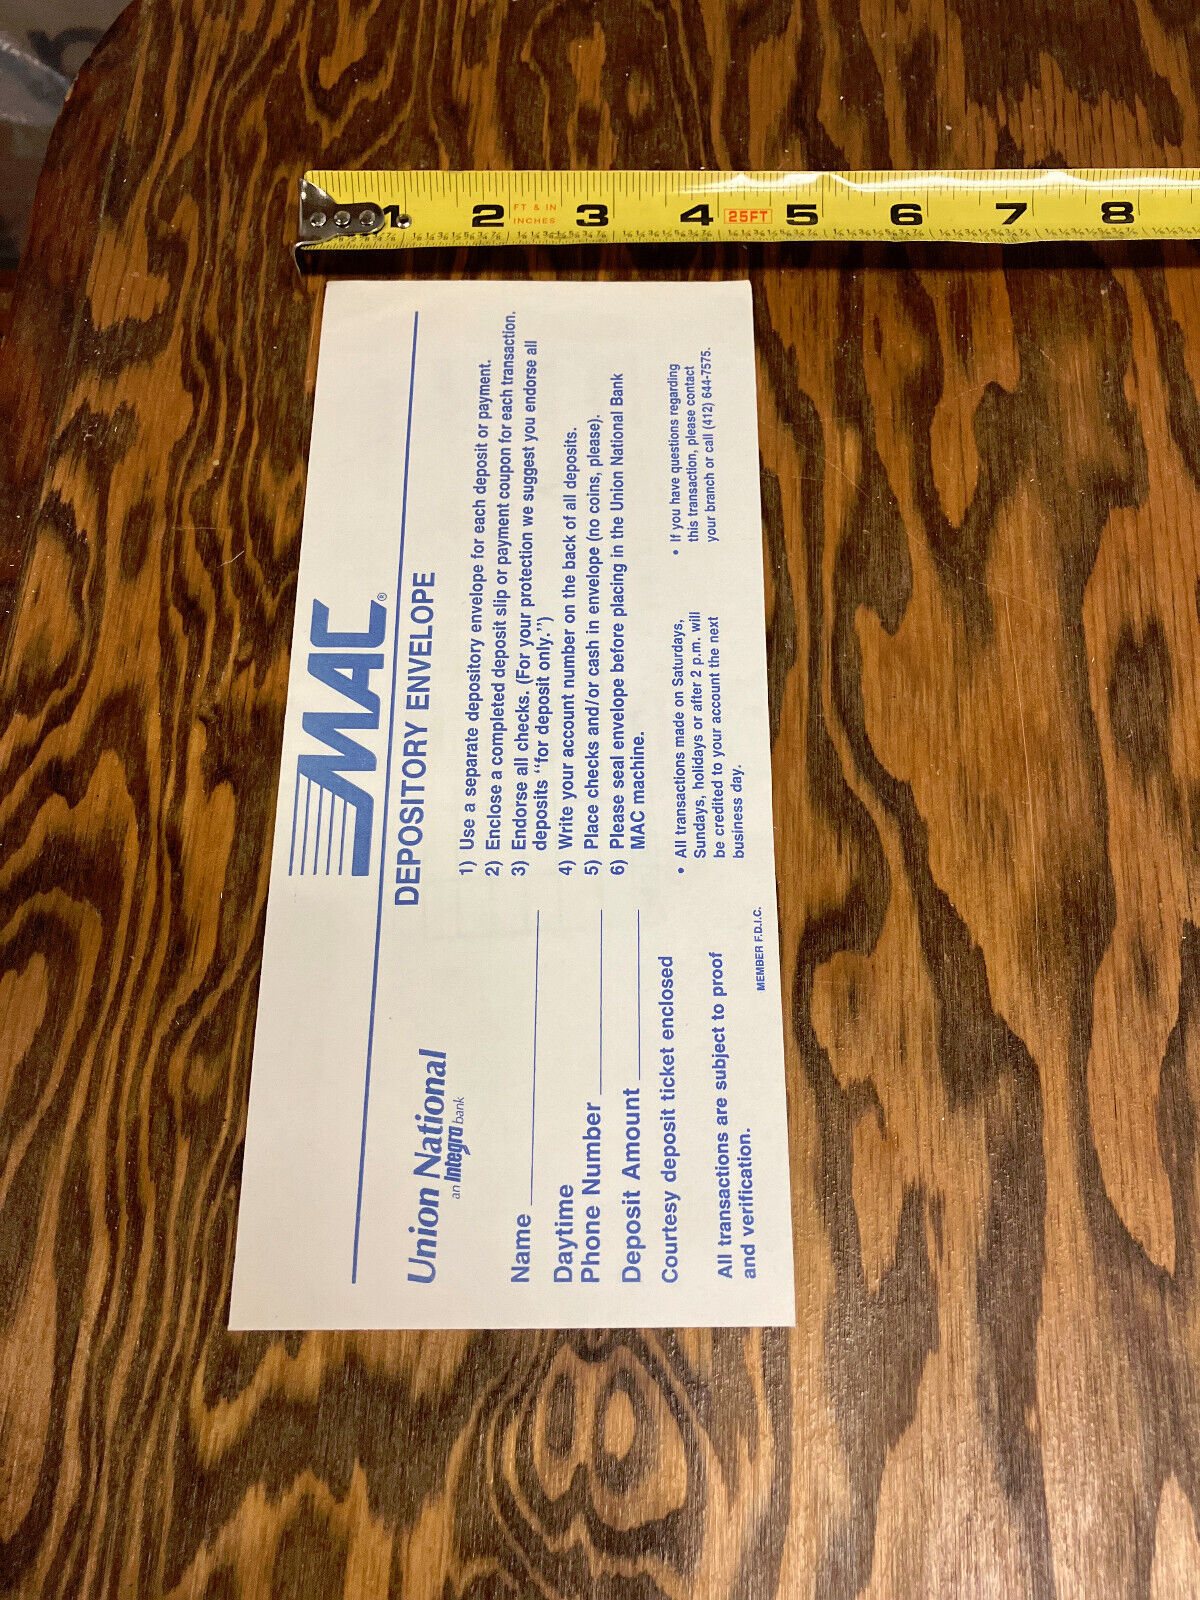 1 2 FT & IN 3 4 25FT 5 6 7 8
INCHES
MAC®
DEPOSITORY ENVELOPE
Union National
an Integra bank
Name
Daytime
Phone Number
Deposit Amount
Courtesy deposit ticket enclosed
All transactions are subject to proof
and verification.
1) Use a separate depository envelope for each deposit or payment.
2) Enclose a completed deposit slip or payment coupon for each transaction.
3) Endorse all checks. (For your protection we suggest you endorse all
deposits “for deposit only.”)
4) Write your account number on the back of all deposits.
5) Place checks and/or cash in envelope (no coins, please).
6) Please seal envelope before placing in the Union National Bank
MAC machine.
• All transactions made on Saturdays,
Sundays, holidays or after 2 p.m. will
be credited to your account the next
business day.
• If you have questions regarding
this transaction, please contact
your branch or call (412) 644-7575.
MEMBER F.D.I.C.